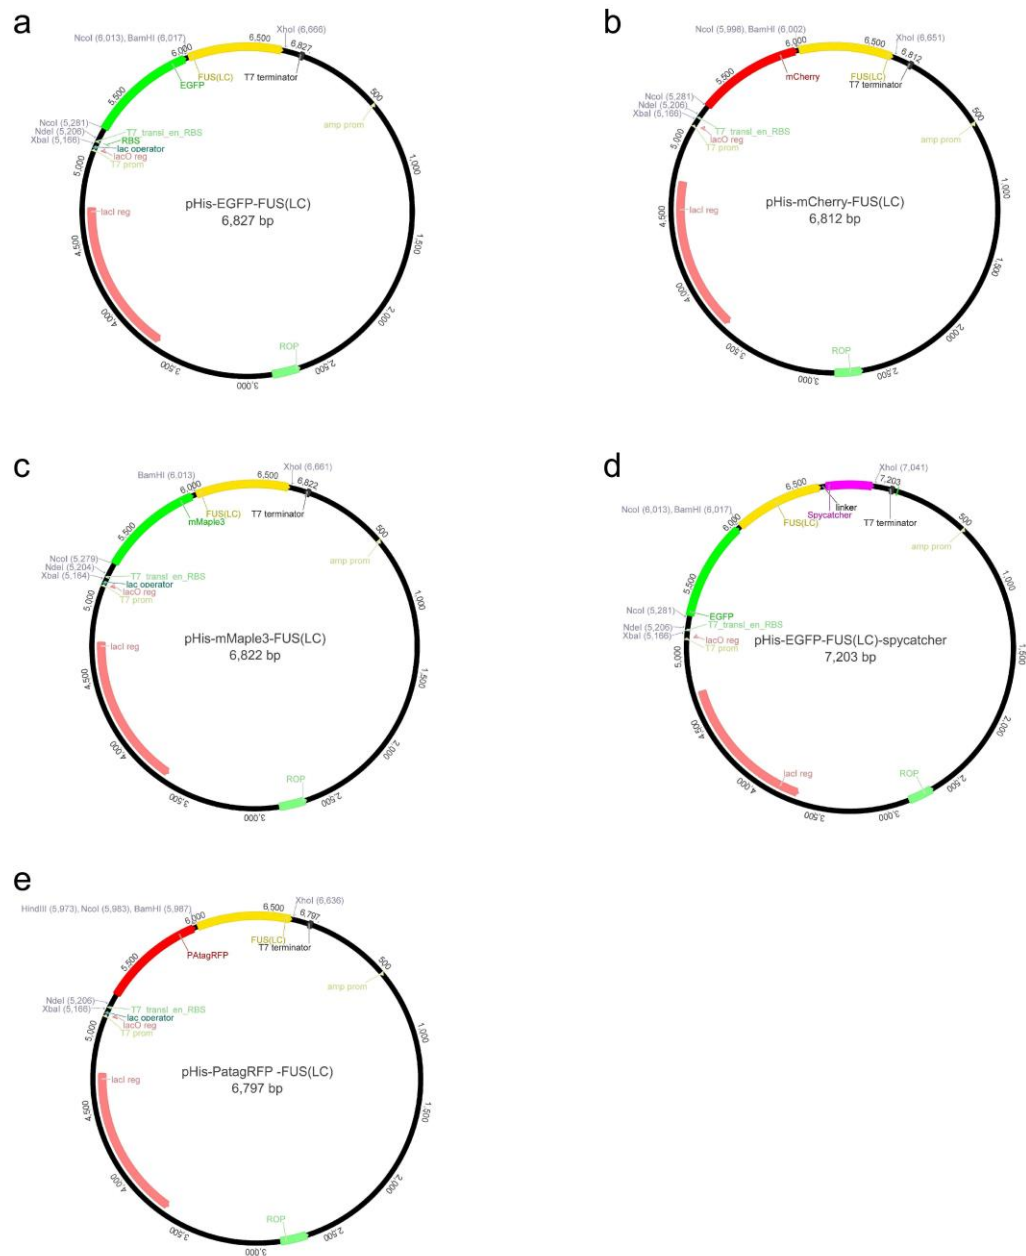 a
XhoI (6,666)
NcoI (6,013), BamHI (6,017)
6,000
6,500
6,827
EGFP
FUS(LC)
T7 terminator
5,500
500
amp prom
NcoI (5,281)
NdeI (5,206)
XbaI (5,166)
T7_transl_en_RBS
RBS
lac operator
lacO reg
T7 prom
5,000
1,000
pHis-EGFP-FUS(LC)
6,827 bp
lacI reg
4,500
1,500
4,000
2,000
3,500
ROP
3,000
2,500
b
XhoI (6,651)
NcoI (5,998), BamHI (6,002)
6,000
6,500
6,812
mCherry
FUS(LC)
T7 terminator
5,500
500
amp prom
NcoI (5,281)
NdeI (5,206)
XbaI (5,166)
T7_transl_en_RBS
lacO reg
T7 prom
5,000
1,000
pHis-mCherry-FUS(LC)
6,812 bp
lacI reg
4,500
1,500
4,000
2,000
3,500
ROP
3,000
2,500
c
XhoI (6,661)
BamHI (6,013)
6,000
6,500
6,822
mMaple3
FUS(LC)
T7 terminator
5,500
500
amp prom
NcoI (5,279)
NdeI (5,204)
XbaI (5,164)
T7_transl_en_RBS
lac operator
lacO reg
T7 prom
5,000
1,000
pHis-mMaple3-FUS(LC)
6,822 bp
lacI reg
4,500
1,500
4,000
2,000
3,500
ROP
3,000
2,500
d
XhoI (7,041)
NcoI (6,013), BamHI (6,017)
6,000
6,500
7,203
linker
Spycatcher
FUS(LC)
T7 terminator
5,500
500
amp prom
NcoI (5,281)
EGFP
NdeI (5,206)
XbaI (5,166)
T7_transl_en_RBS
lacO reg
T7 prom
5,000
1,000
pHis-EGFP-FUS(LC)-spycatcher
7,203 bp
1,500
4,500
lacI reg
4,000
2,000
3,500
ROP
3,000
2,500
e
XhoI (6,636)
HindIII (5,973), NcoI (5,983), BamHI (5,987)
6,000
6,500
6,797
PAtagRFP
FUS(LC)
T7 terminator
5,500
500
amp prom
NdeI (5,206)
XbaI (5,166)
T7_transl_en_RBS
lac operator
lacO reg
T7 prom
5,000
1,000
pHis-PatagRFP -FUS(LC)
6,797 bp
lacI reg
4,500
1,500
4,000
2,000
3,500
ROP
3,000
2,500